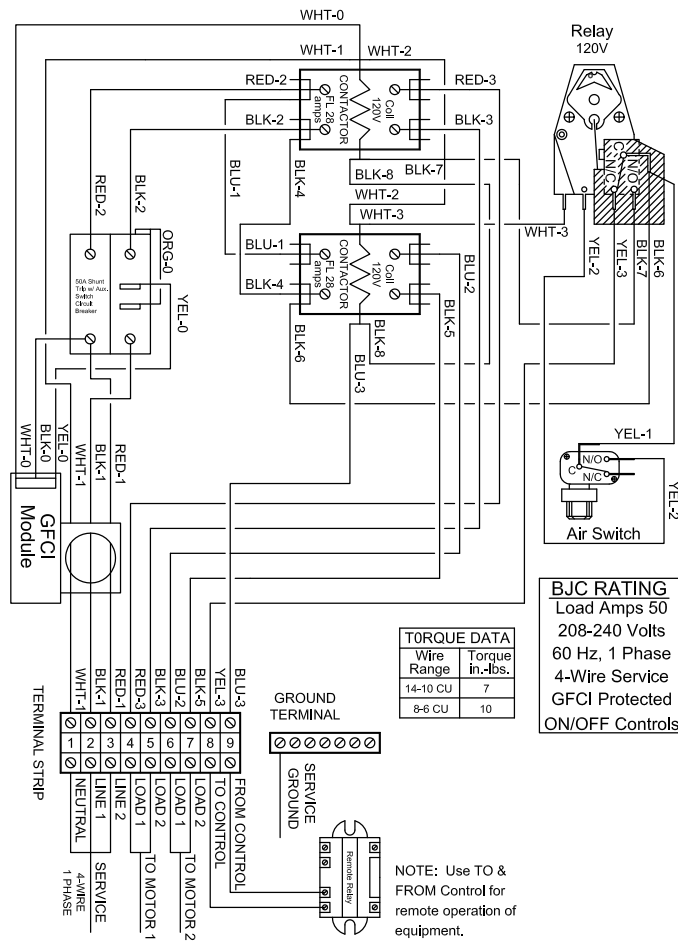 WHT-0
WHT-1
WHT-2
RED-2
BLK-2
CONTACTOR
FL 28
amps
Coil
120V
RED-3
BLK-3
Relay
120V
C
N/C
N/O
RED-2
BLK-2
BLU-1
BLK-4
BLK-8
BLK-7
WHT-2
WHT-3
WHT-3
YEL-2
YEL-3
BLK-7
BLK-6
ORG-0
YEL-0
50A Shunt
Trip w/ Aux.
Switch
Circuit
Breaker
BLU-1
BLK-4
CONTACTOR
FL 28
amps
Coil
120V
BLU-2
BLK-5
BLK-6
BLK-8
BLU-3
WHT-0
BLK-0
YEL-0
WHT-1
BLK-1
RED-1
GFCI
Module
YEL-1
N/O
C
N/C
YEL-2
Air Switch
BJC RATING
Load Amps 50
208-240 Volts
60 Hz, 1 Phase
4-Wire Service
GFCI Protected
ON/OFF Controls
T0RQUE DATA
Wire Range Torque in.-lbs.
14-10 CU 7
8-6 CU 10
WHT-1
BLK-1
RED-1
RED-3
BLK-3
BLU-2
BLK-5
YEL-3
BLU-3
TERMINAL STRIP
1 2 3 4 5 6 7 8 9
GROUND
TERMINAL
SERVICE
GROUND
NEUTRAL
LINE 1
LINE 2
LOAD 1
LOAD 2
LOAD 1
LOAD 2
TO CONTROL
FROM CONTROL
4-WIRE
1 PHASE
SERVICE
TO MOTOR 1
TO MOTOR 2
Remote Relay
NOTE: Use TO &
FROM Control for
remote operation of
equipment.